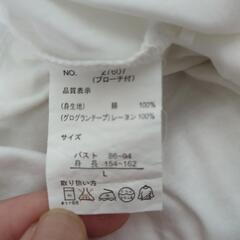 NO. 27607
(ブローチ付)
品質表示
(身生地) 綿 100%
(グログランテープ) レーヨン 100%
サイズ
バスト 86-94
身長 154-162
L
取り扱い方